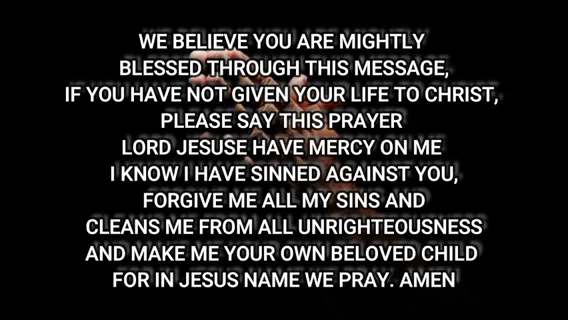 WE BELIEVE YOU ARE MIGHTLY
BLESSED THROUGH THIS MESSAGE,
IF YOU HAVE NOT GIVEN YOUR LIFE TO CHRIST,
PLEASE SAY THIS PRAYER
LORD JESUSE HAVE MERCY ON ME
I KNOW I HAVE SINNED AGAINST YOU,
FORGIVE ME ALL MY SINS AND
CLEANS ME FROM ALL UNRIGHTEOUSNESS
AND MAKE ME YOUR OWN BELOVED CHILD
FOR IN JESUS NAME WE PRAY. AMEN